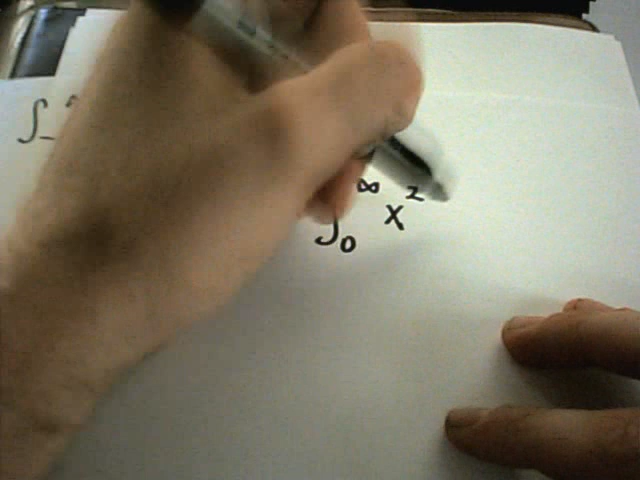 ∫
∫₀^∞ x²